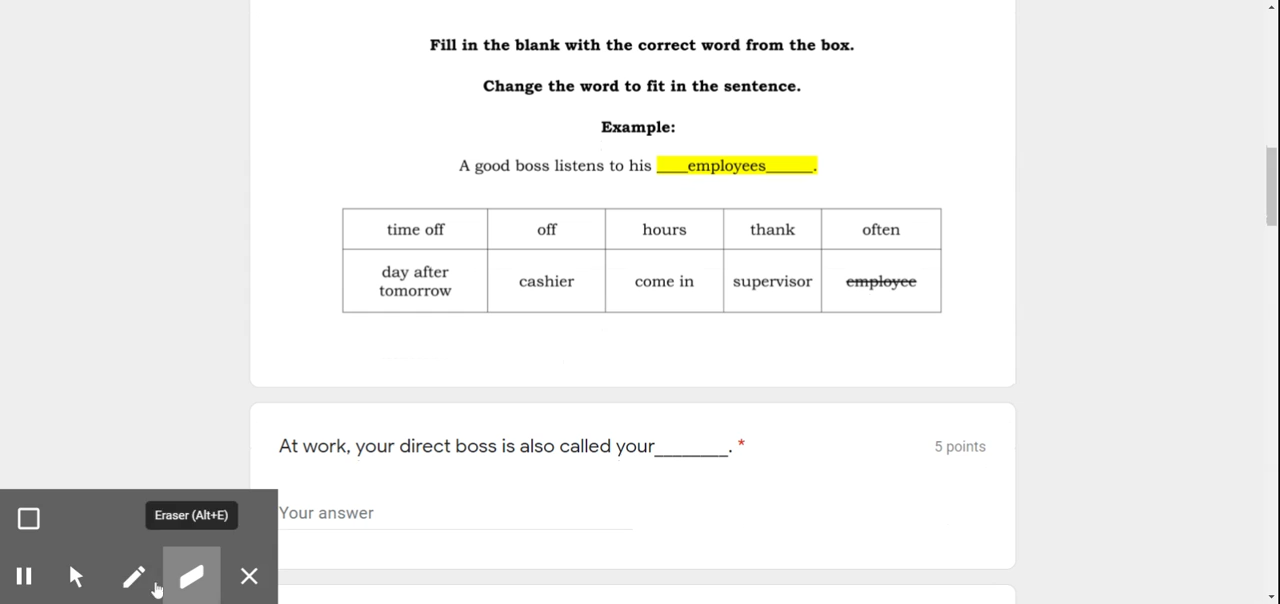 Fill in the blank with the correct word from the box.
Change the word to fit in the sentence.
Example:
A good boss listens to his ____employees______.
time off off hours thank often
day after tomorrow cashier come in supervisor employee
At work, your direct boss is also called your________. *
5 points
Your answer
Eraser (Alt+E)